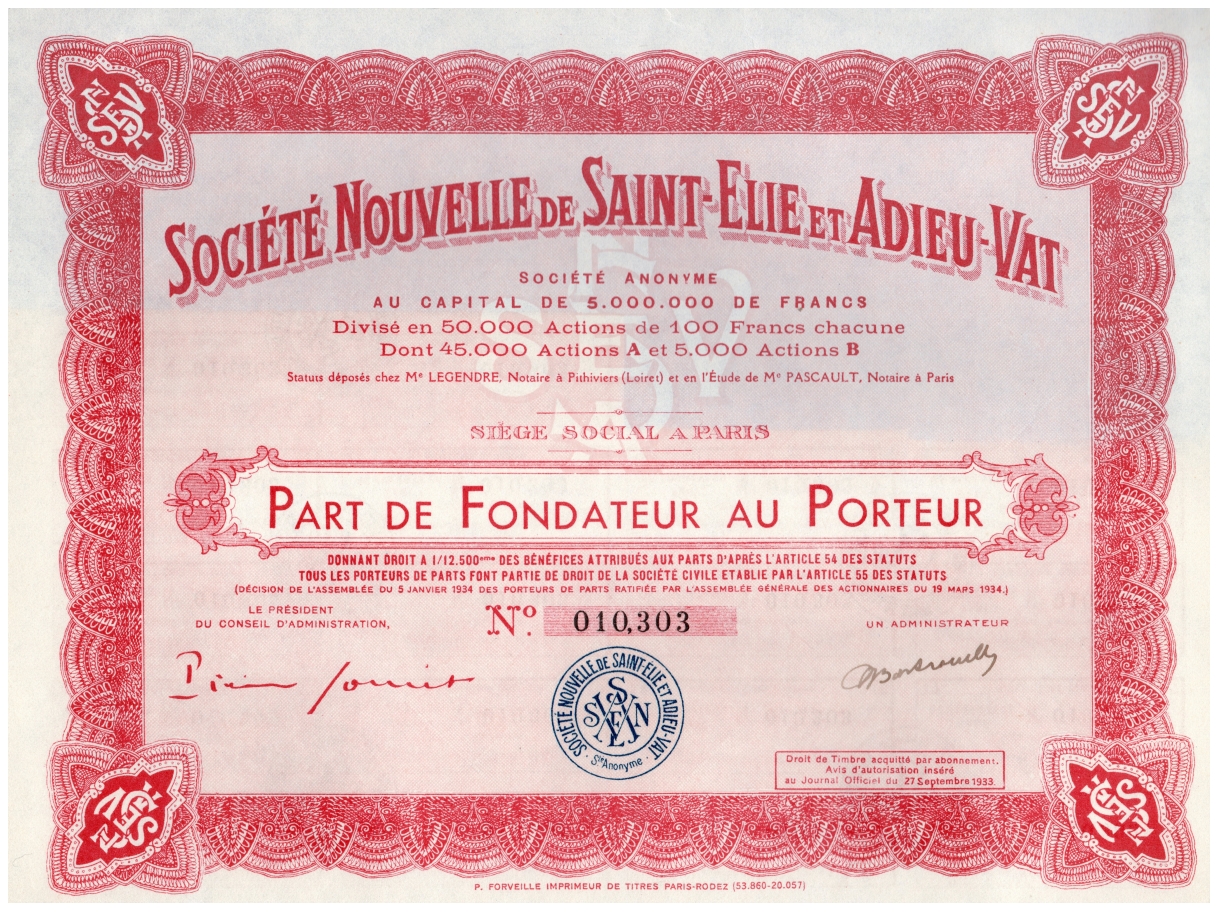 SOCIÉTÉ NOUVELLE DE SAINT-ELIE ET ADIEU-VAT
SOCIÉTÉ ANONYME
AU CAPITAL DE 5.000.000 DE FRANCS
Divisé en 50.000 Actions de 100 Francs chacune
Dont 45.000 Actions A et 5.000 Actions B
Statuts déposés chez Me LEGENDRE, Notaire à Pithiviers (Loiret) et en l'Étude de Me PASCAULT, Notaire à Paris
SIÈGE SOCIAL A PARIS
PART DE FONDATEUR AU PORTEUR
DONNANT DROIT A 1/12.500ème DES BÉNÉFICES ATTRIBUÉS AUX PARTS D'APRÈS L'ARTICLE 54 DES STATUTS
TOUS LES PORTEURS DE PARTS FONT PARTIE DE DROIT DE LA SOCIÉTÉ CIVILE ETABLIE PAR L'ARTICLE 55 DES STATUTS
(DÉCISION DE L'ASSEMBLÉE DU 5 JANVIER 1934 DES PORTEURS DE PARTS RATIFIÉE PAR L'ASSEMBLÉE GÉNÉRALE DES ACTIONNAIRES DU 19 MARS 1934.)
LE PRÉSIDENT
DU CONSEIL D'ADMINISTRATION,
No. 010,303
UN ADMINISTRATEUR
SOCIÉTÉ NOUVELLE DE SAINT-ELIE ET ADIEU-VAT
Sté Anonyme
Droit de Timbre acquitté par abonnement.
Avis d'autorisation inséré
au Journal Officiel du 27 Septembre 1933.
P. FORVEILLE IMPRIMEUR DE TITRES PARIS-RODEZ (53.860-20.057)